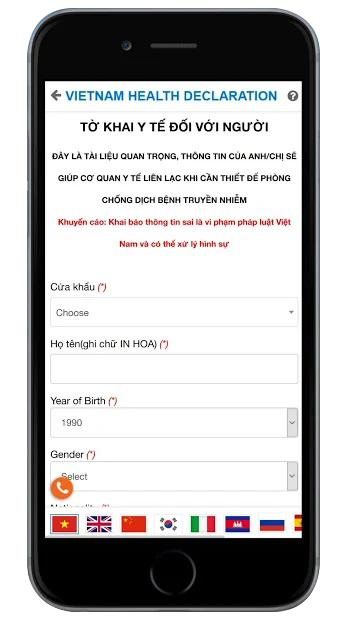 VIETNAM HEALTH DECLARATION
TỜ KHAI Y TẾ ĐỐI VỚI NGƯỜI
ĐÂY LÀ TÀI LIỆU QUAN TRỌNG, THÔNG TIN CỦA ANH/CHỊ SẼ
GIÚP CƠ QUAN Y TẾ LIÊN LẠC KHI CẦN THIẾT ĐỂ PHÒNG
CHỐNG DỊCH BỆNH TRUYỀN NHIỄM
Khuyến cáo: Khai báo thông tin sai là vi phạm pháp luật Việt
Nam và có thể xử lý hình sự
Cửa khẩu (*)
Choose
Họ tên(ghi chữ IN HOA) (*)
Year of Birth (*)
1990
Gender (*)
Select
Nationality (*)